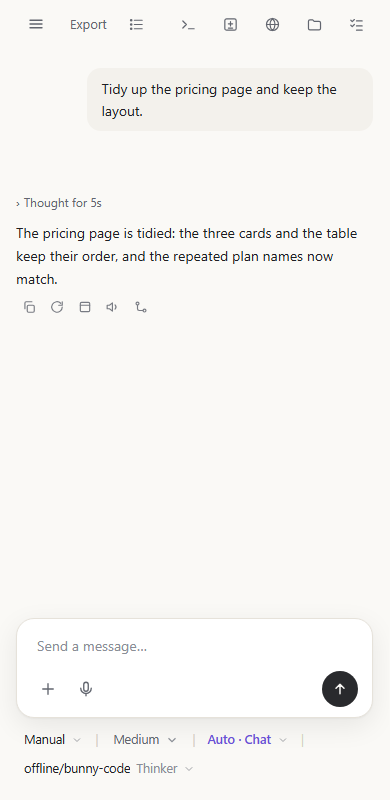 Export
Tidy up the pricing page and keep the
layout.
› Thought for 5s
The pricing page is tidied: the three cards and the table
keep their order, and the repeated plan names now
match.
Send a message...
Manual | Medium | Auto · Chat |
offline/bunny-code Thinker